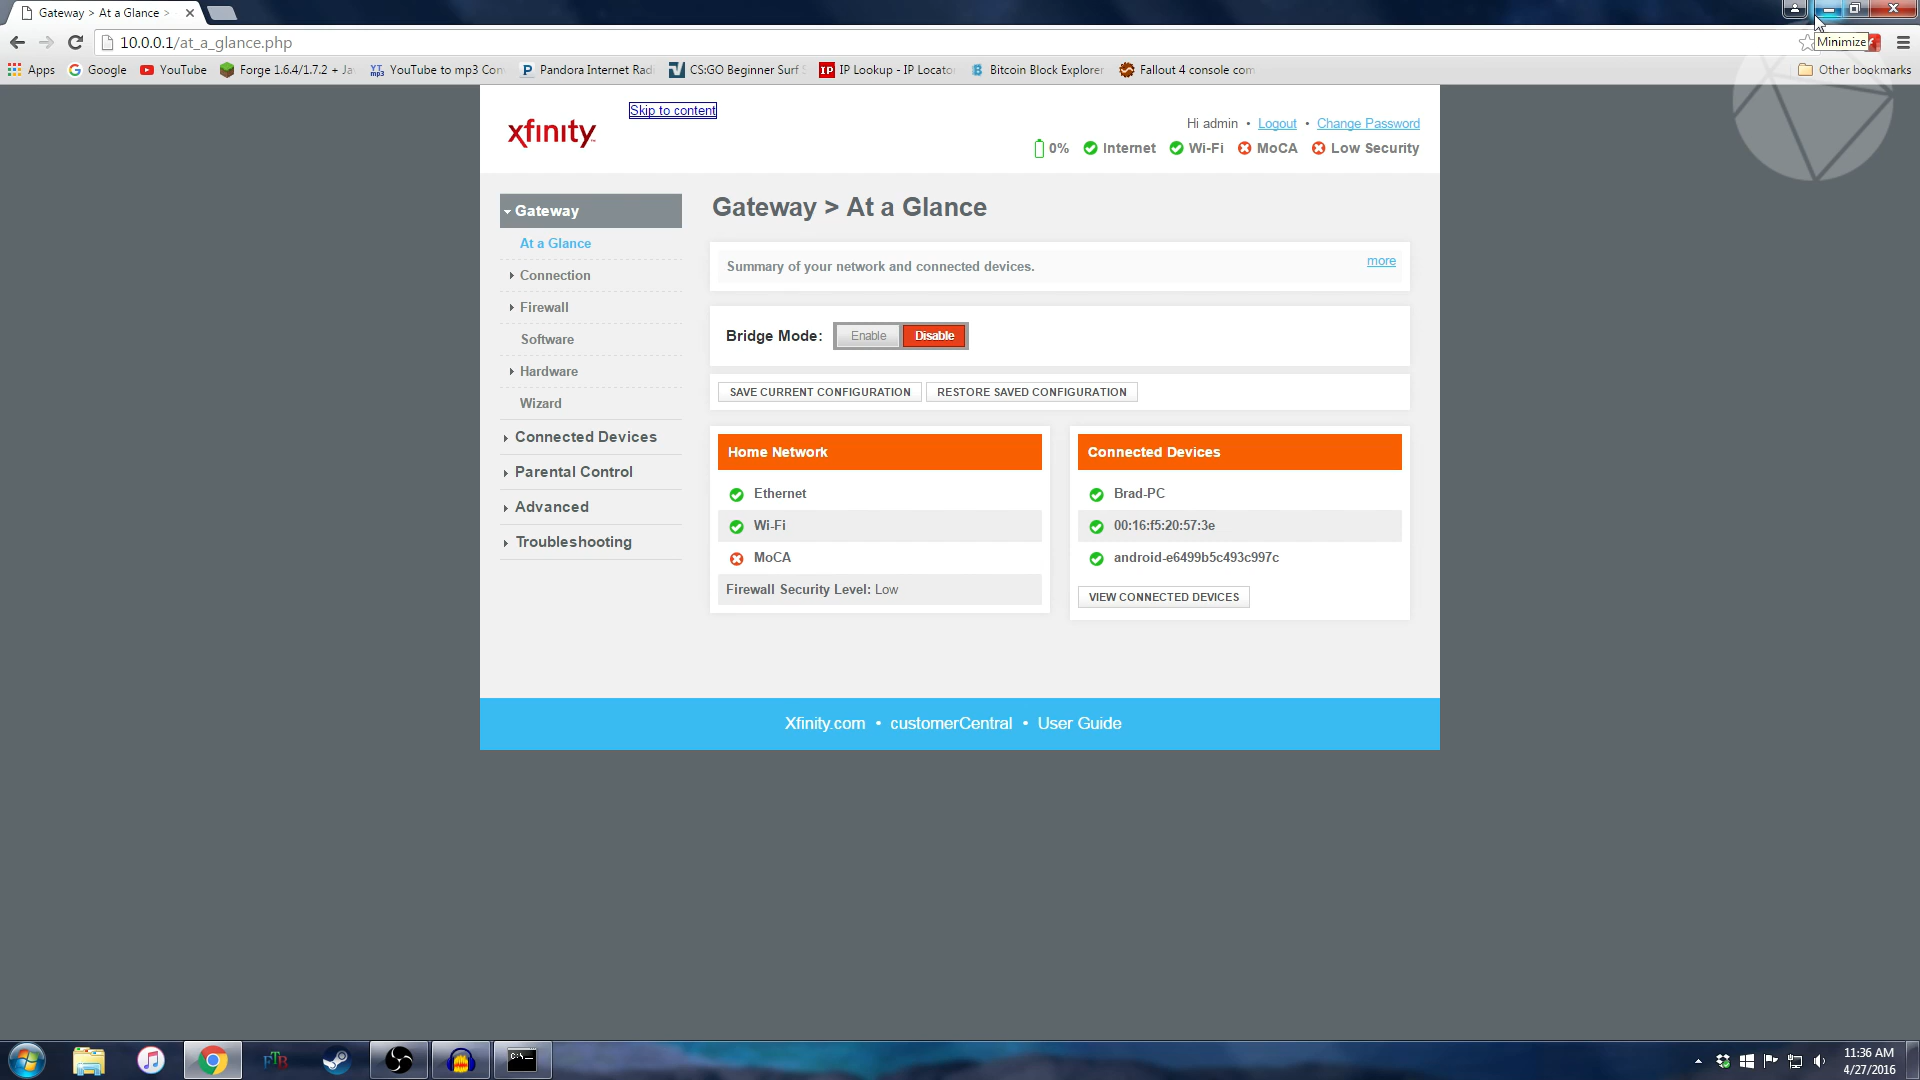 Gateway > At a Glance >
10.0.0.1/at_a_glance.php
Minimize
Apps Google YouTube Forge 1.6.4/1.7.2 + Ja YouTube to mp3 Con Pandora Internet Rad CS:GO Beginner Surf S IP Lookup - IP Locator Bitcoin Block Explorer Fallout 4 console com Other bookmarks
xfinity
Skip to content
Hi admin • Logout • Change Password
0% Internet Wi-Fi MoCA Low Security
Gateway
At a Glance
Connection
Firewall
Software
Hardware
Wizard
Connected Devices
Parental Control
Advanced
Troubleshooting
Gateway > At a Glance
Summary of your network and connected devices. more
Bridge Mode: Enable Disable
SAVE CURRENT CONFIGURATION RESTORE SAVED CONFIGURATION
Home Network
Ethernet
Wi-Fi
MoCA
Firewall Security Level: Low
Connected Devices
Brad-PC
00:16:f5:20:57:3e
android-e6499b5c493c997c
VIEW CONNECTED DEVICES
Xfinity.com • customerCentral • User Guide
FTB
C:\_
11:36 AM
4/27/2016